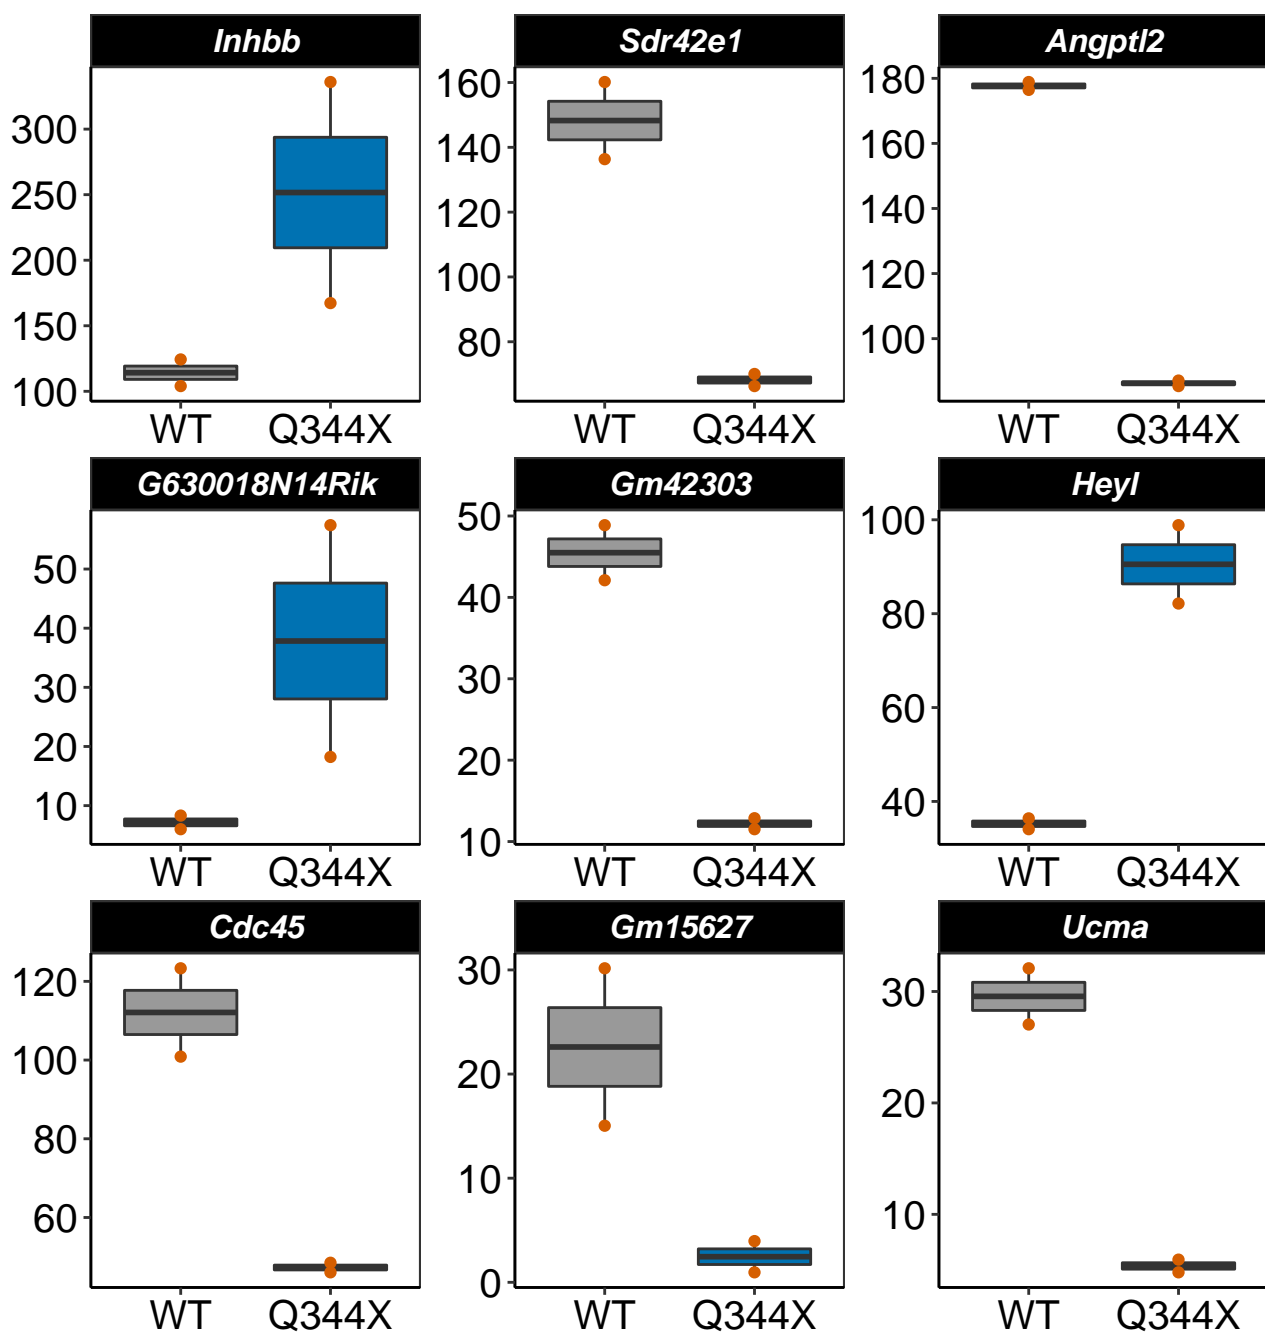 Inhbb
300
250
200
150
100
WT Q344X
Sdr42e1
160
140
120
100
80
WT Q344X
Angptl2
180
160
140
120
100
WT Q344X
G630018N14Rik
50
40
30
20
10
WT Q344X
Gm42303
50
40
30
20
10
WT Q344X
Heyl
100
80
60
40
WT Q344X
Cdc45
120
100
80
60
WT Q344X
Gm15627
30
20
10
0
WT Q344X
Ucma
30
20
10
WT Q344X